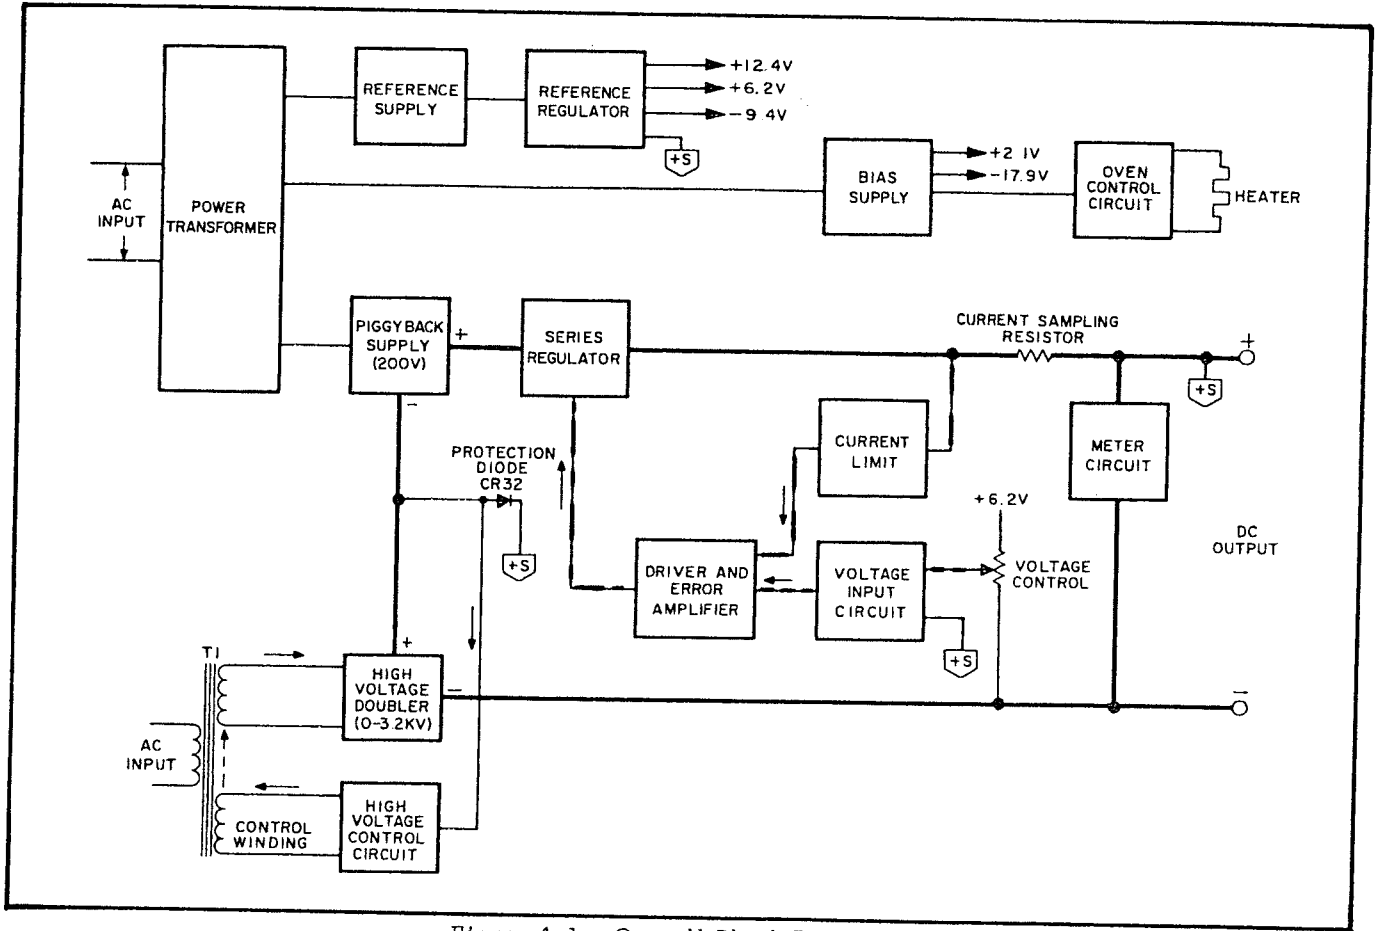 REFERENCE
SUPPLY
REFERENCE
REGULATOR
+12.4V
+6.2V
-9.4V
+S
AC
INPUT
POWER
TRANSFORMER
BIAS
SUPPLY
+2.1V
-17.9V
OVEN
CONTROL
CIRCUIT
HEATER
PIGGYBACK
SUPPLY
(200V)
+
-
SERIES
REGULATOR
CURRENT SAMPLING
RESISTOR
+
+S
CURRENT
LIMIT
METER
CIRCUIT
PROTECTION
DIODE
CR32
+S
+6.2V
VOLTAGE
CONTROL
DC
OUTPUT
DRIVER AND
ERROR
AMPLIFIER
VOLTAGE
INPUT
CIRCUIT
+S
T1
+
HIGH
VOLTAGE
DOUBLER
(0-3.2KV)
-
-
AC
INPUT
CONTROL
WINDING
HIGH
VOLTAGE
CONTROL
CIRCUIT